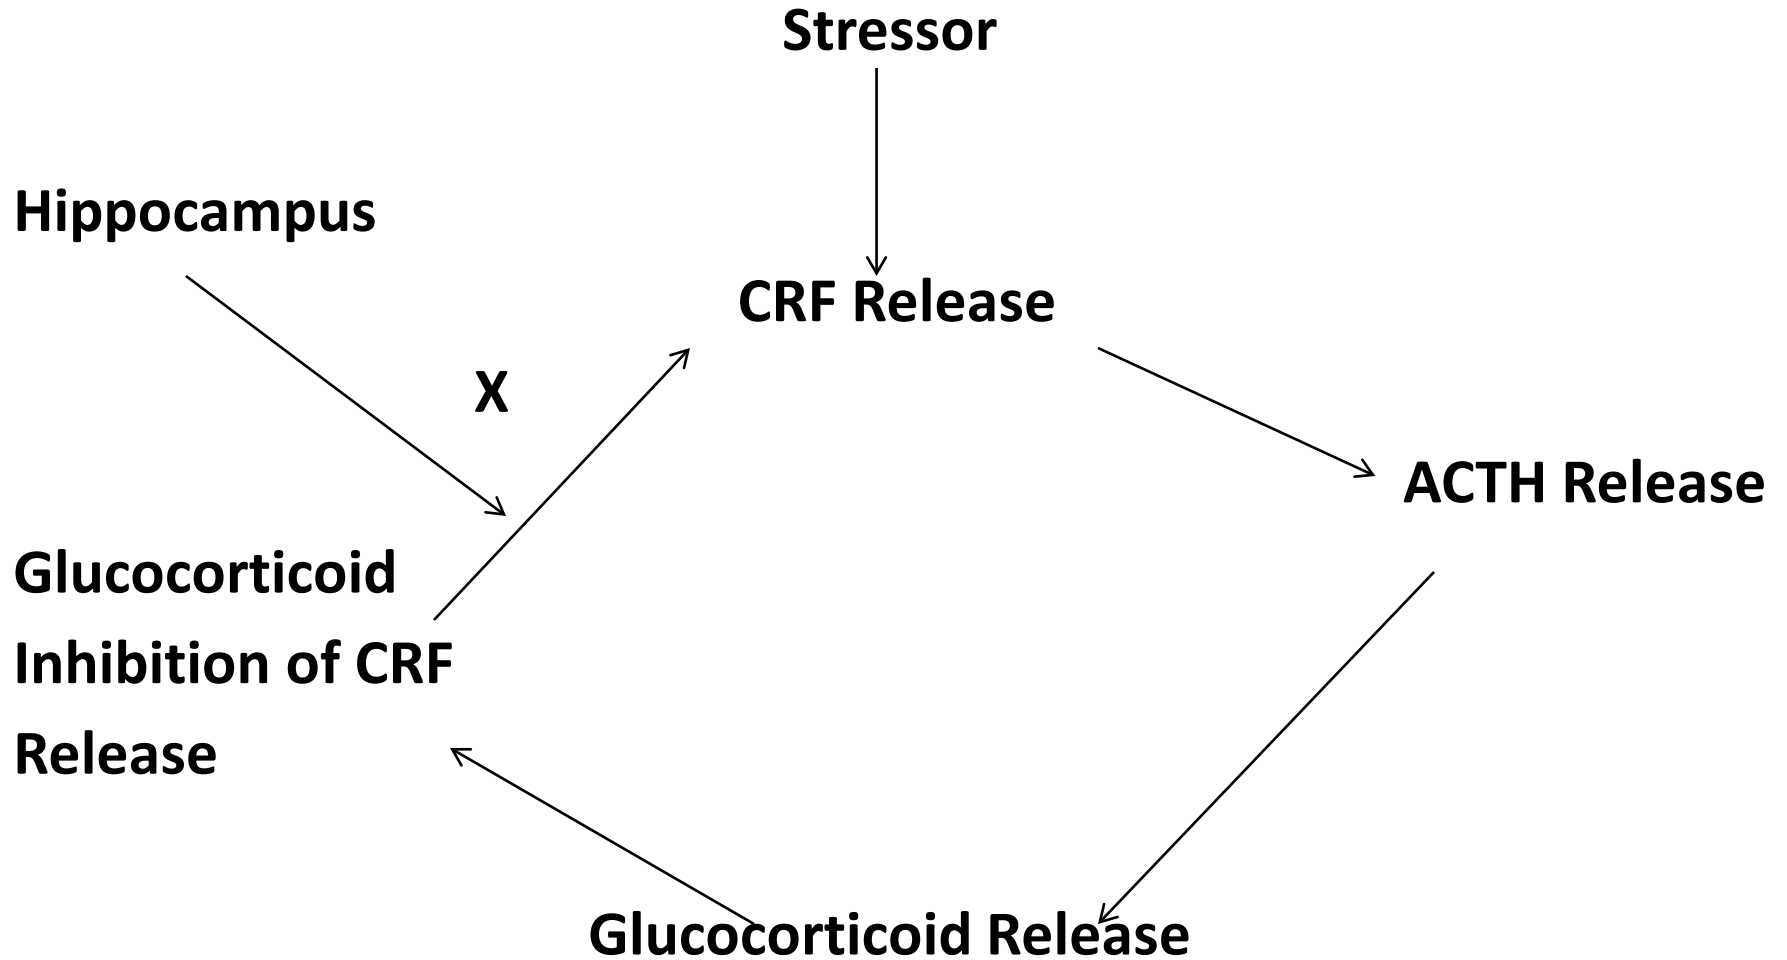 Stressor
Hippocampus
CRF Release
X
ACTH Release
Glucocorticoid
Inhibition of CRF
Release
Glucocorticoid Release